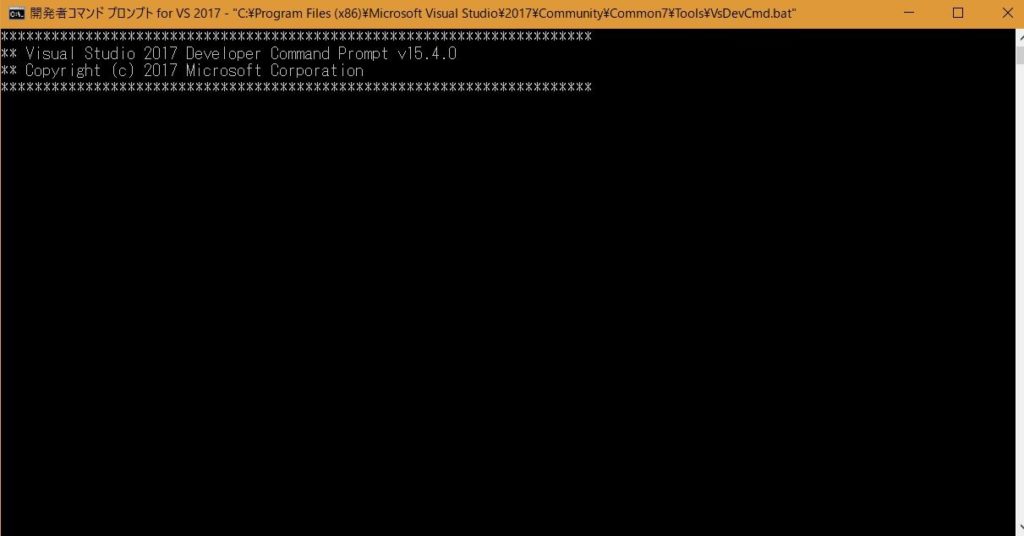 開発者コマンド プロンプト for VS 2017 - "C:¥Program Files (x86)¥Microsoft Visual Studio¥2017¥Community¥Common7¥Tools¥VsDevCmd.bat"
**********************************************************************
** Visual Studio 2017 Developer Command Prompt v15.4.0
** Copyright (c) 2017 Microsoft Corporation
**********************************************************************